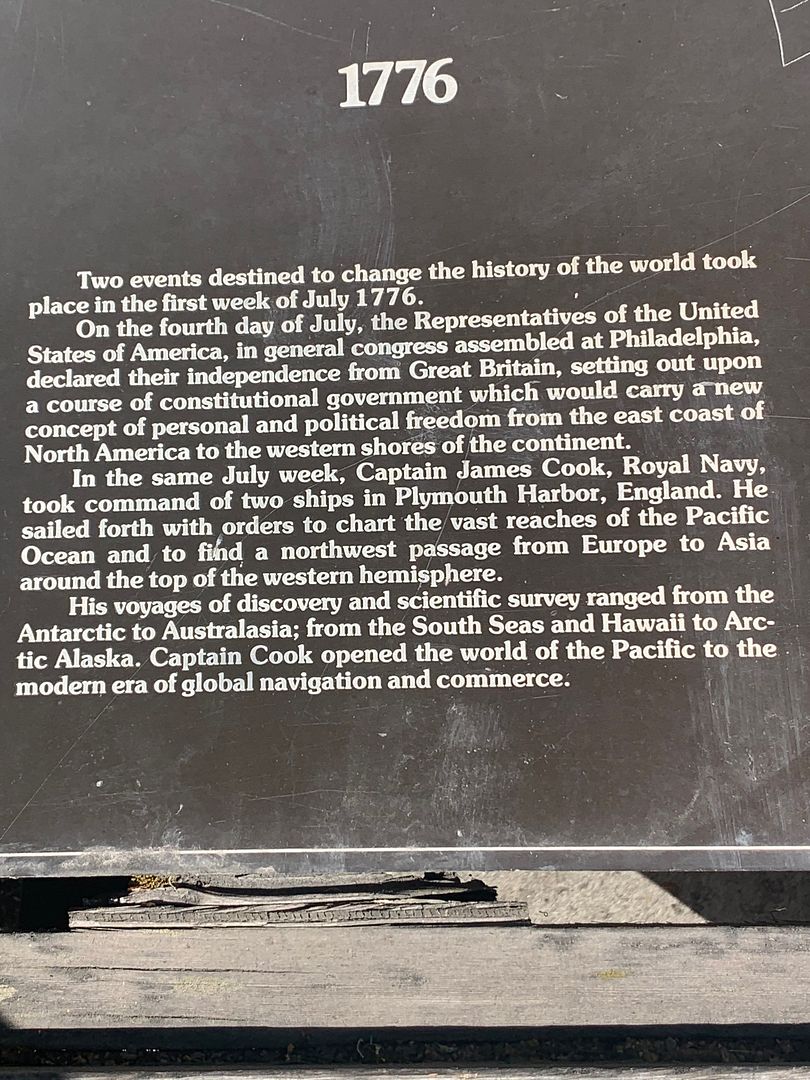 1776
Two events destined to change the history of the world took
place in the first week of July 1776.
On the fourth day of July, the Representatives of the United
States of America, in general congress assembled at Philadelphia,
declared their independence from Great Britain, setting out upon
a course of constitutional government which would carry a new
concept of personal and political freedom from the east coast of
North America to the western shores of the continent.
In the same July week, Captain James Cook, Royal Navy,
took command of two ships in Plymouth Harbor, England. He
sailed forth with orders to chart the vast reaches of the Pacific
Ocean and to find a northwest passage from Europe to Asia
around the top of the western hemisphere.
His voyages of discovery and scientific survey ranged from the
Antarctic to Australasia; from the South Seas and Hawaii to Arc-
tic Alaska. Captain Cook opened the world of the Pacific to the
modern era of global navigation and commerce.